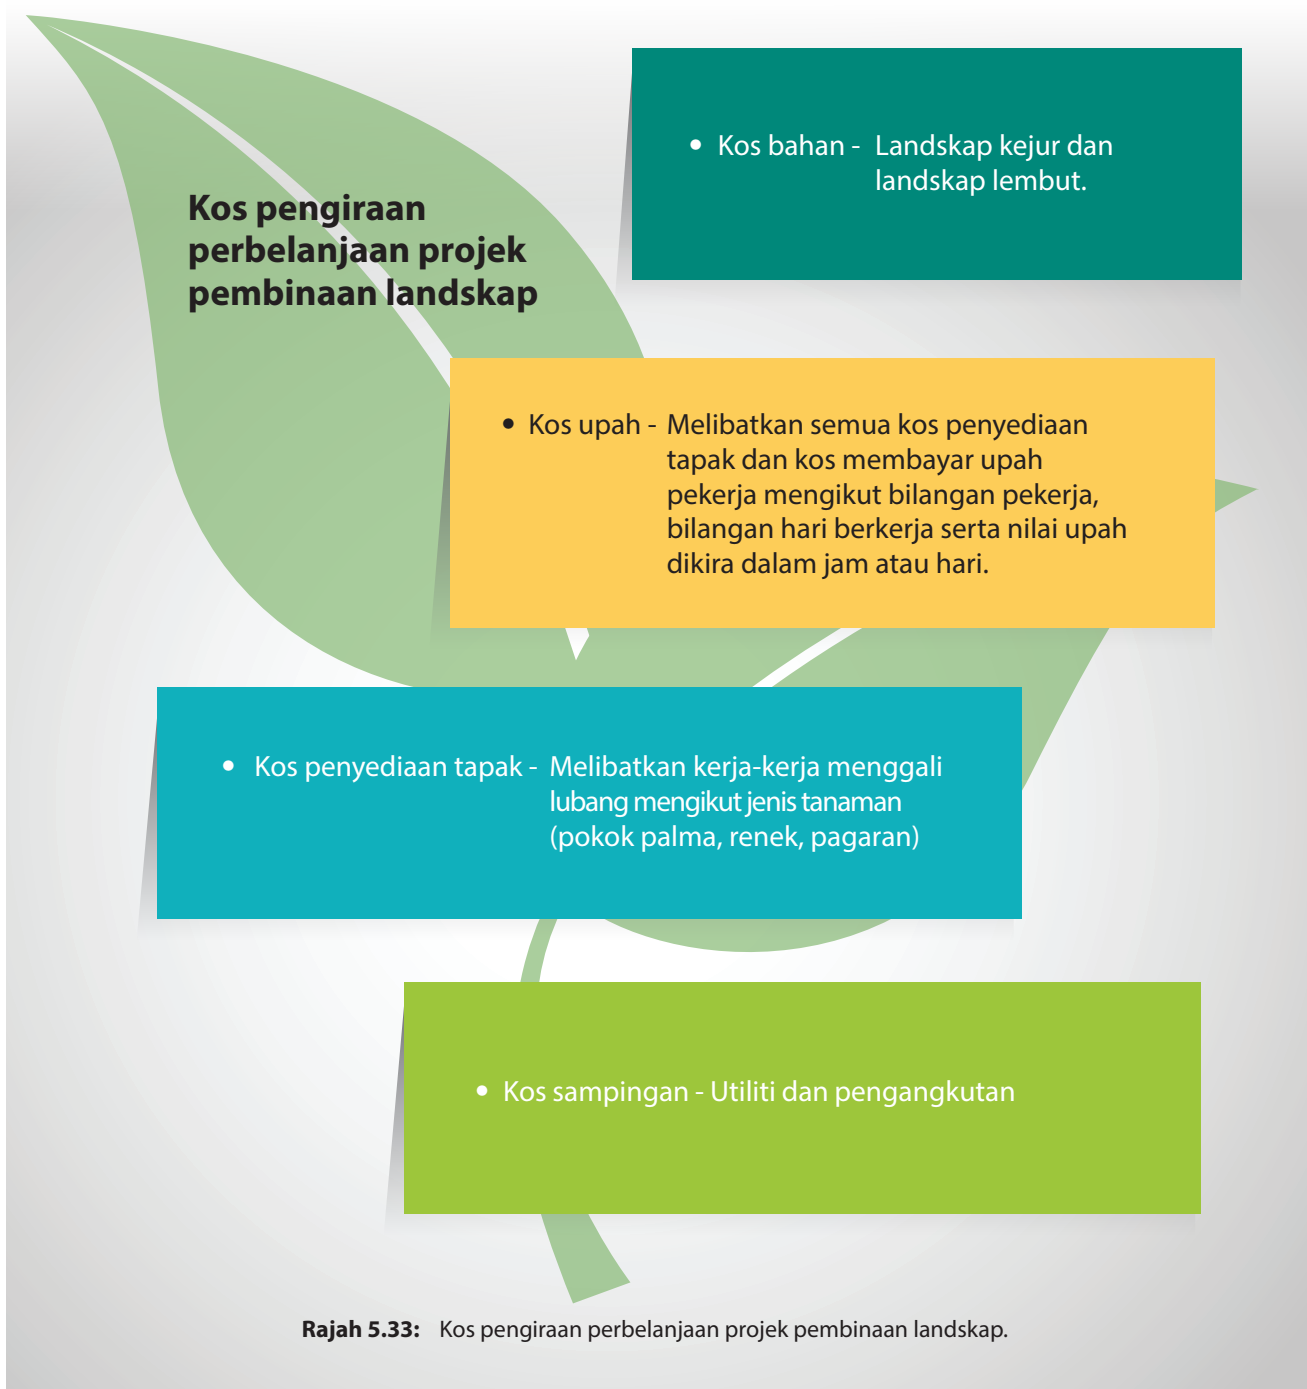 Kos pengiraan
perbelanjaan projek
pembinaan landskap
• Kos bahan - Landskap kejur dan
landskap lembut.
• Kos upah - Melibatkan semua kos penyediaan
tapak dan kos membayar upah
pekerja mengikut bilangan pekerja,
bilangan hari berkerja serta nilai upah
dikira dalam jam atau hari.
• Kos penyediaan tapak - Melibatkan kerja-kerja menggali
lubang mengikut jenis tanaman
(pokok palma, renek, pagaran)
• Kos sampingan - Utiliti dan pengangkutan
Rajah 5.33: Kos pengiraan perbelanjaan projek pembinaan landskap.